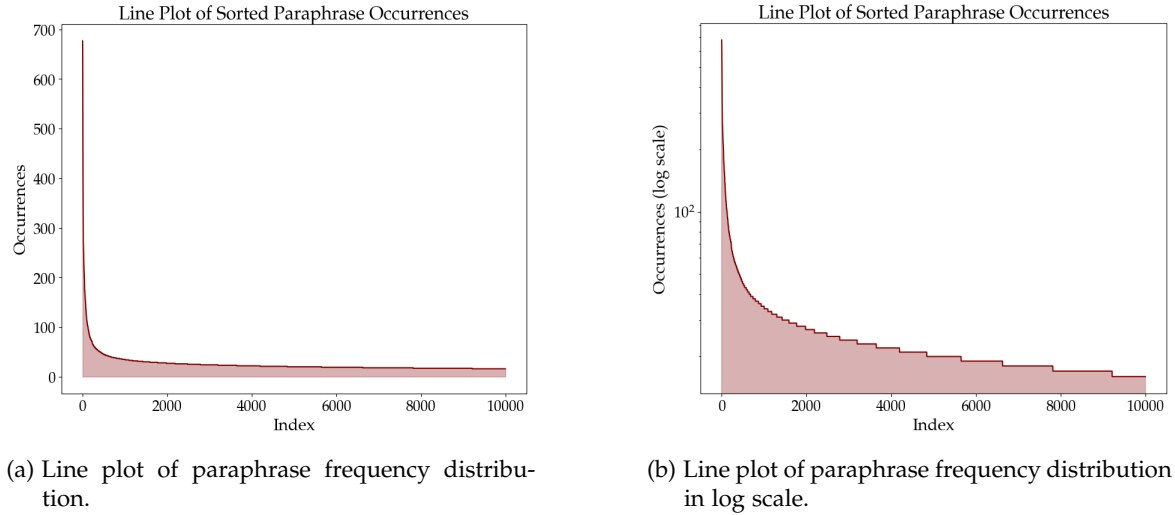 Line Plot of Sorted Paraphrase Occurrences
700
600
500
400
300
200
100
0
Occurrences
0 2000 4000 6000 8000 10000
Index
(a) Line plot of paraphrase frequency distribu-
tion.
Line Plot of Sorted Paraphrase Occurrences
10²
Occurrences (log scale)
0 2000 4000 6000 8000 10000
Index
(b) Line plot of paraphrase frequency distribution
in log scale.